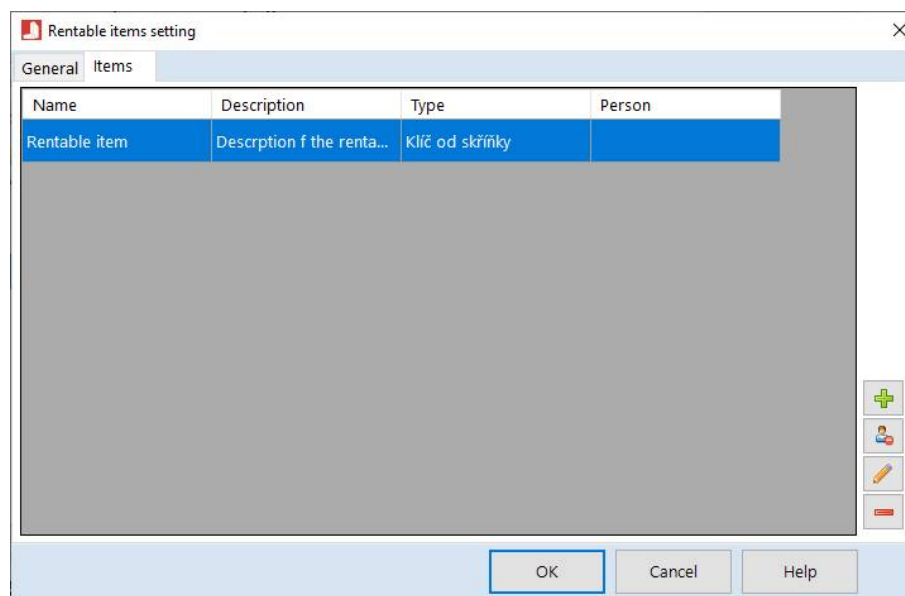 Rentable items setting
General Items
Name Description Type Person
Rentable item Descrption f the renta... Klíč od skříňky
OK Cancel Help